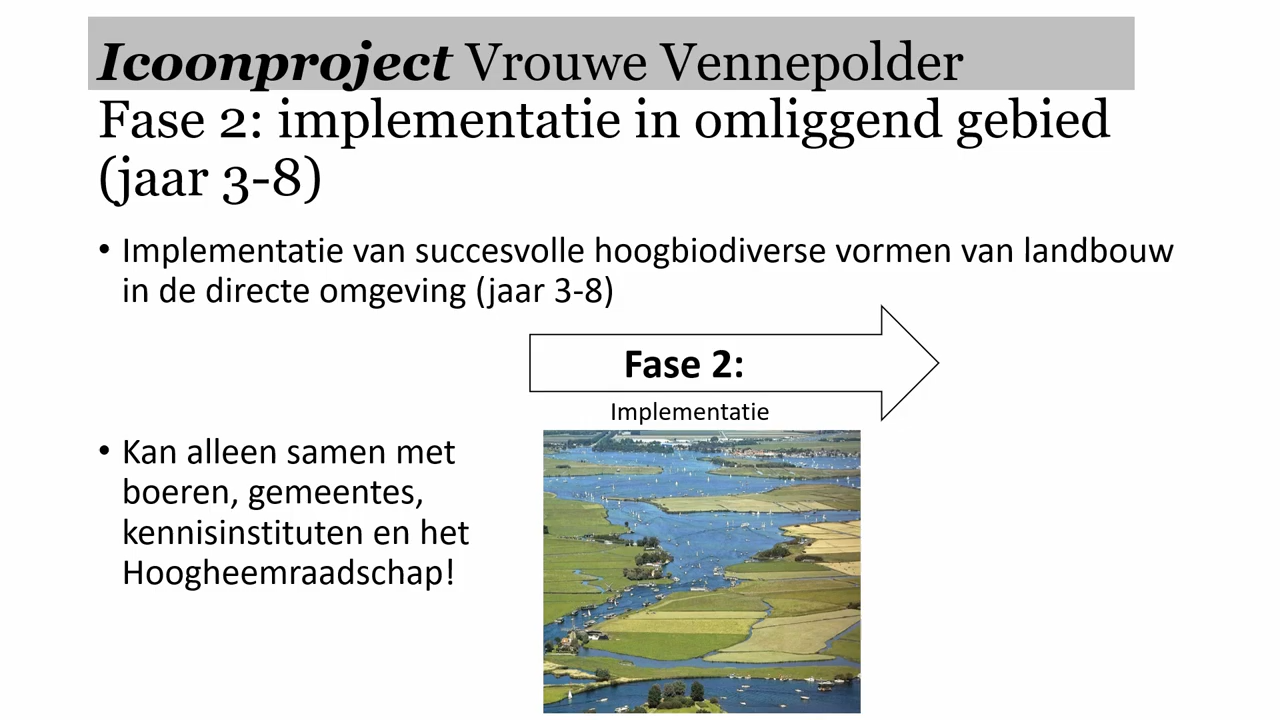 Icoonproject Vrouwe Vennepolder
Fase 2: implementatie in omliggend gebied
(jaar 3-8)
• Implementatie van succesvolle hoogbiodiverse vormen van landbouw
in de directe omgeving (jaar 3-8)
Fase 2:
Implementatie
• Kan alleen samen met
boeren, gemeentes,
kennisinstituten en het
Hoogheemraadschap!